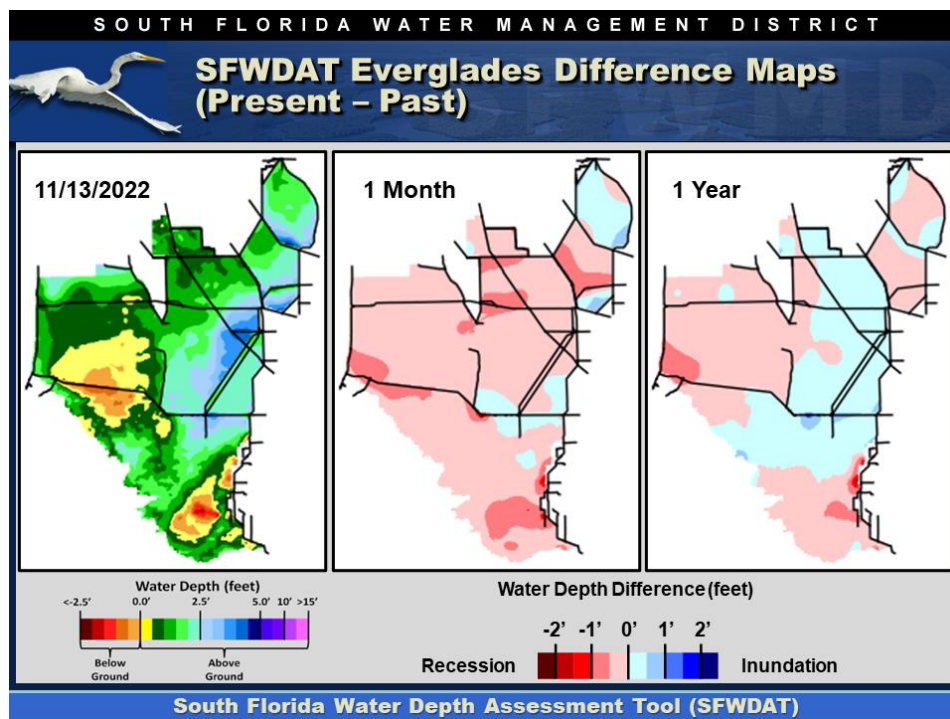 SOUTH FLORIDA WATER MANAGEMENT DISTRICT
SFWDAT Everglades Difference Maps
(Present – Past)
SFWMD
11/13/2022
1 Month
1 Year
Water Depth (feet)
<-2.5' 0.0' 2.5' 5.0' 10' >15'
Below
Ground
Above
Ground
Water Depth Difference (feet)
-2' -1' 0' 1' 2'
Recession
Inundation
South Florida Water Depth Assessment Tool (SFWDAT)